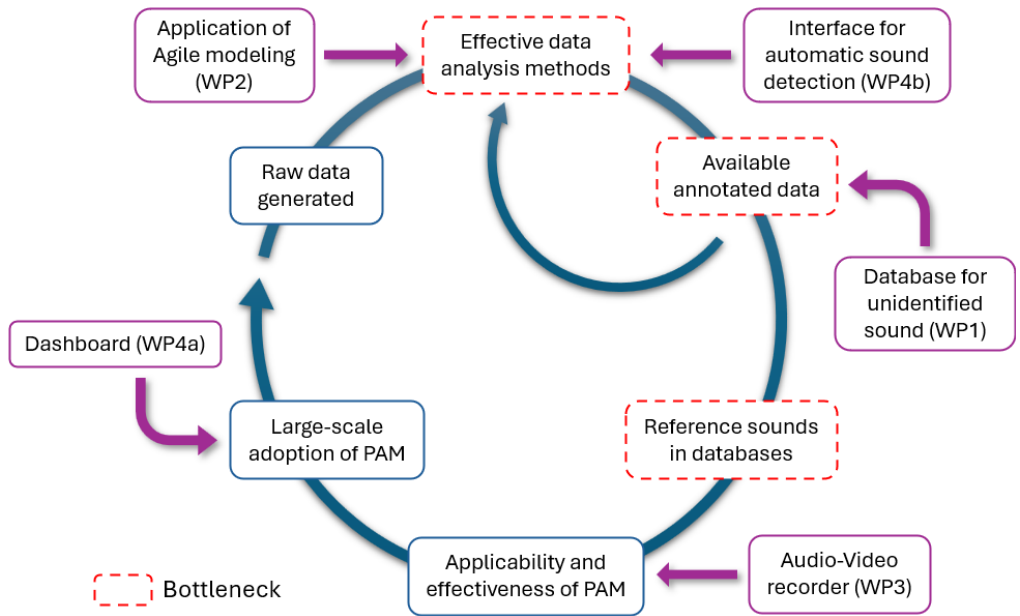 Application of
Agile modeling
(WP2)
Effective data
analysis methods
Interface for
automatic sound
detection (WP4b)
Raw data
generated
Available
annotated data
Database for
unidentified
sound (WP1)
Dashboard (WP4a)
Large-scale
adoption of PAM
Reference sounds
in databases
Applicability and
effectiveness of PAM
Audio-Video
recorder (WP3)
Bottleneck